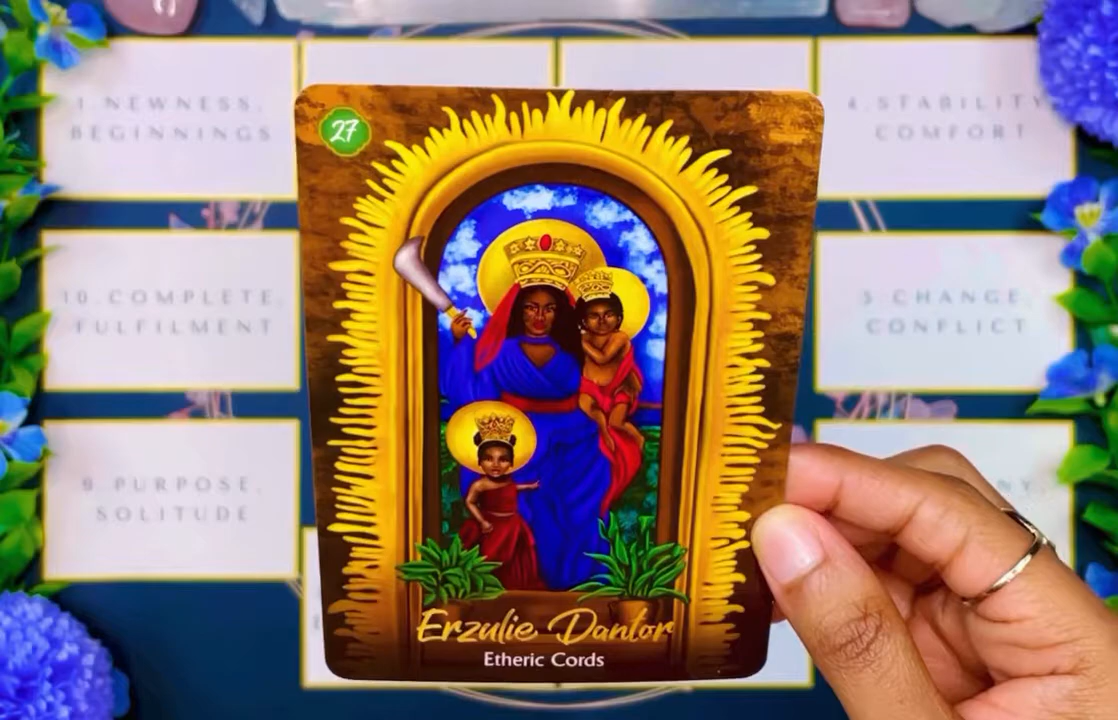 1. NEWNESS,
BEGINNINGS
4. STABILITY
COMFORT
27
10. COMPLETE,
FULFILMENT
5. CHANGE,
CONFLICT
9. PURPOSE,
SOLITUDE
Erzulie Dantor
Etheric Cords